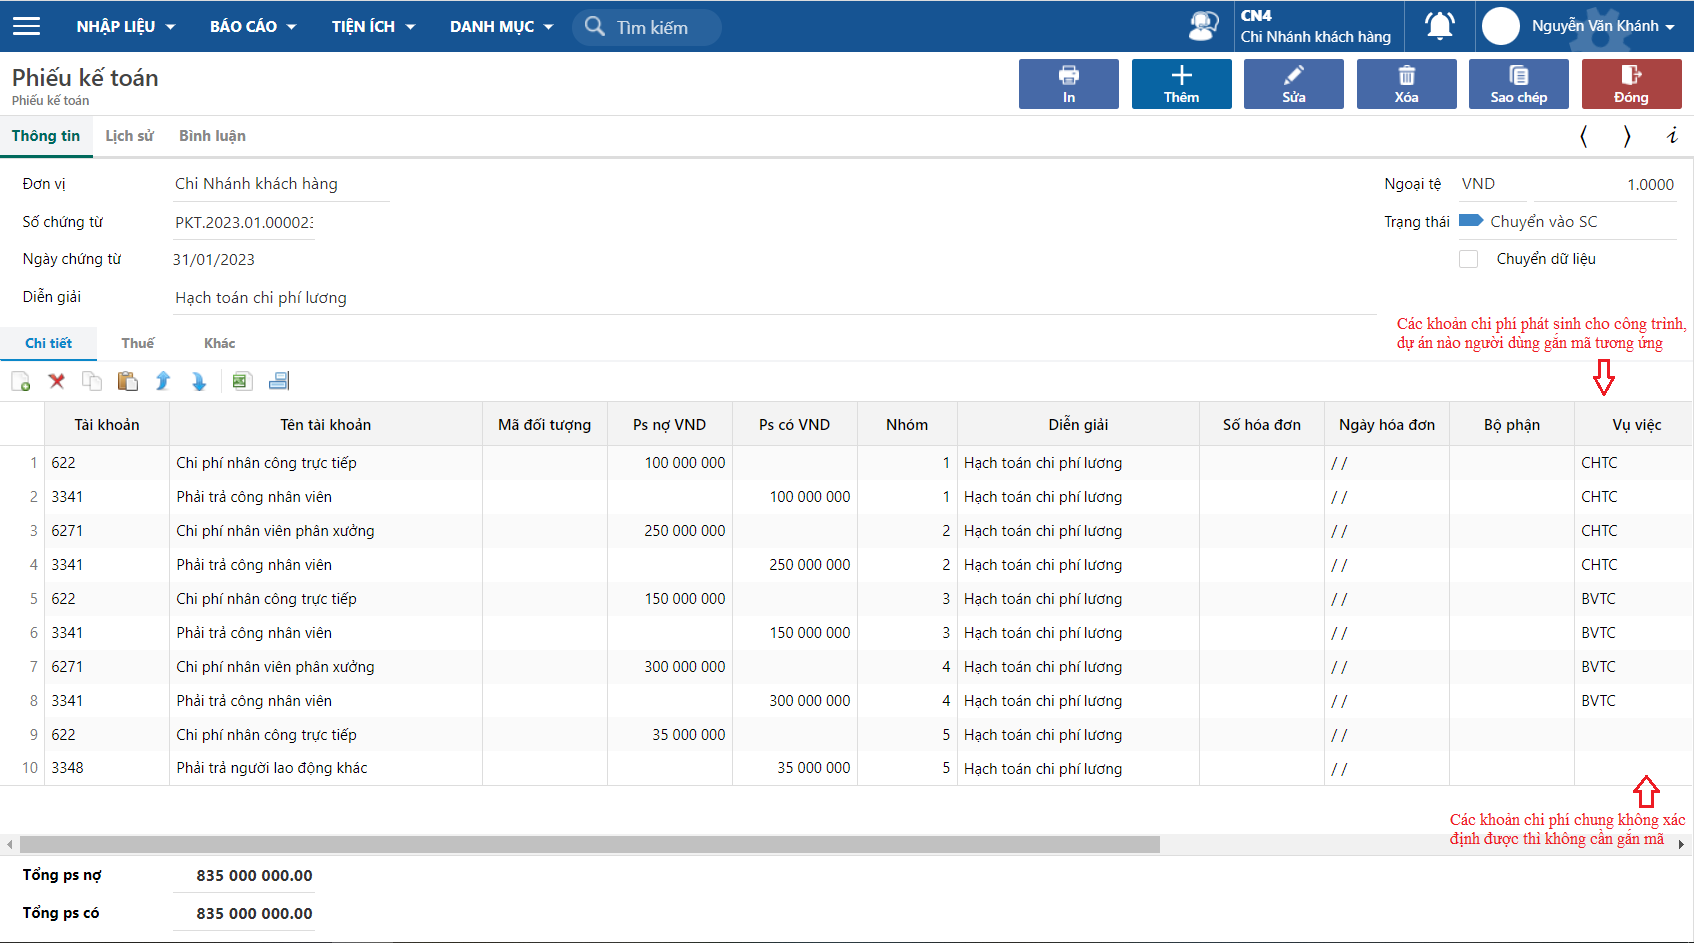 NHẬP LIỆU BÁO CÁO TIỆN ÍCH DANH MỤC Tìm kiếm CN4
Chi Nhánh khách hàng Nguyễn Văn Khánh
Phiếu kế toán
Phiếu kế toán
In Thêm Sửa Xóa Sao chép Đóng
Thông tin Lịch sử Bình luận
Đơn vị Chi Nhánh khách hàng Ngoại tệ VND 1.0000
Số chứng từ PKT.2023.01.000023 Trạng thái Chuyển vào SC
Ngày chứng từ 31/01/2023 Chuyển dữ liệu
Diễn giải Hạch toán chi phí lương
Các khoản chi phí phát sinh cho công trình,
dự án nào người dùng gắn mã tương ứng
Chi tiết Thuế Khác
Tài khoản Tên tài khoản Mã đối tượng Ps nợ VND Ps có VND Nhóm Diễn giải Số hóa đơn Ngày hóa đơn Bộ phận Vụ việc
1 622 Chi phí nhân công trực tiếp 100 000 000 1 Hạch toán chi phí lương / / CHTC
2 3341 Phải trả công nhân viên 100 000 000 1 Hạch toán chi phí lương / / CHTC
3 6271 Chi phí nhân viên phân xưởng 250 000 000 2 Hạch toán chi phí lương / / CHTC
4 3341 Phải trả công nhân viên 250 000 000 2 Hạch toán chi phí lương / / CHTC
5 622 Chi phí nhân công trực tiếp 150 000 000 3 Hạch toán chi phí lương / / BVTC
6 3341 Phải trả công nhân viên 150 000 000 3 Hạch toán chi phí lương / / BVTC
7 6271 Chi phí nhân viên phân xưởng 300 000 000 4 Hạch toán chi phí lương / / BVTC
8 3341 Phải trả công nhân viên 300 000 000 4 Hạch toán chi phí lương / / BVTC
9 622 Chi phí nhân công trực tiếp 35 000 000 5 Hạch toán chi phí lương / /
10 3348 Phải trả người lao động khác 35 000 000 5 Hạch toán chi phí lương / /
Các khoản chi phí chung không xác
định được thì không cần gắn mã
Tổng ps nợ 835 000 000.00
Tổng ps có 835 000 000.00